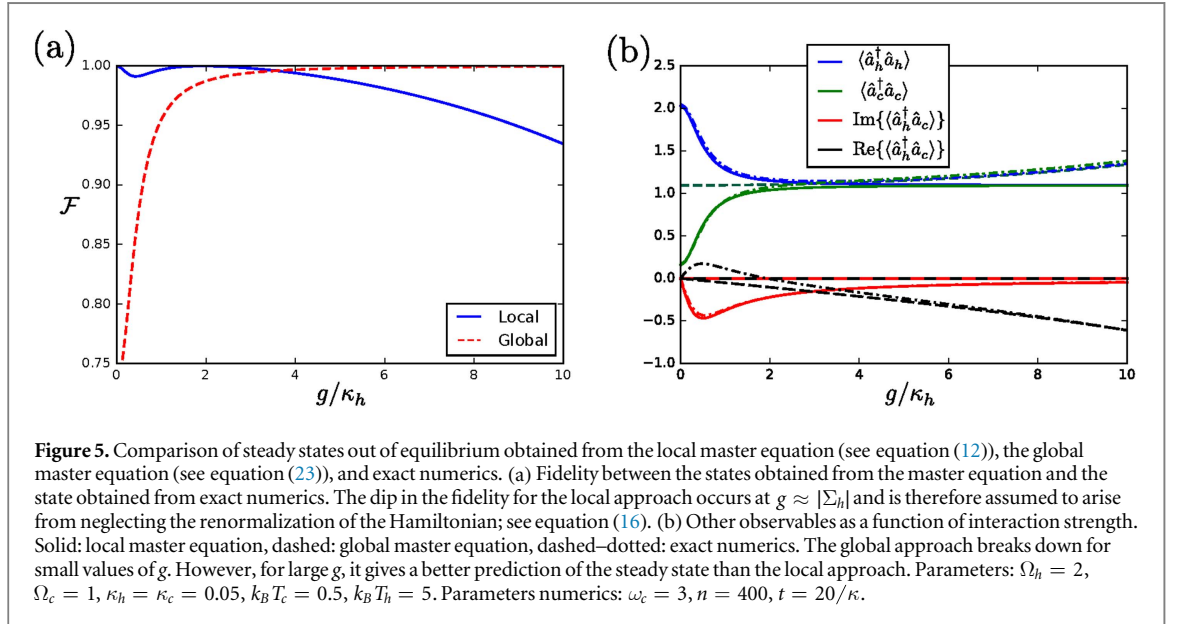 (a)
1.00
0.95
0.90
0.85
0.80
0.75
F
0 2 4 6 8 10
g/κ_h
Local
Global
(b)
⟨â_h^† â_h⟩
⟨â_c^† â_c⟩
Im{⟨â_h^† â_c⟩}
Re{⟨â_h^† â_c⟩}
2.5
2.0
1.5
1.0
0.5
0.0
−0.5
−1.0
0 2 4 6 8 10
g/κ_h
Figure 5. Comparison of steady states out of equilibrium obtained from the local master equation (see equation (12)), the global
master equation (see equation (23)), and exact numerics. (a) Fidelity between the states obtained from the master equation and the
state obtained from exact numerics. The dip in the fidelity for the local approach occurs at g ≈ |Σ_h| and is therefore assumed to arise
from neglecting the renormalization of the Hamiltonian; see equation (16). (b) Other observables as a function of interaction strength.
Solid: local master equation, dashed: global master equation, dashed–dotted: exact numerics. The global approach breaks down for
small values of g. However, for large g, it gives a better prediction of the steady state than the local approach. Parameters: Ω_h = 2,
Ω_c = 1, κ_h = κ_c = 0.05, k_B T_c = 0.5, k_B T_h = 5. Parameters numerics: ω_c = 3, n = 400, t = 20/κ.